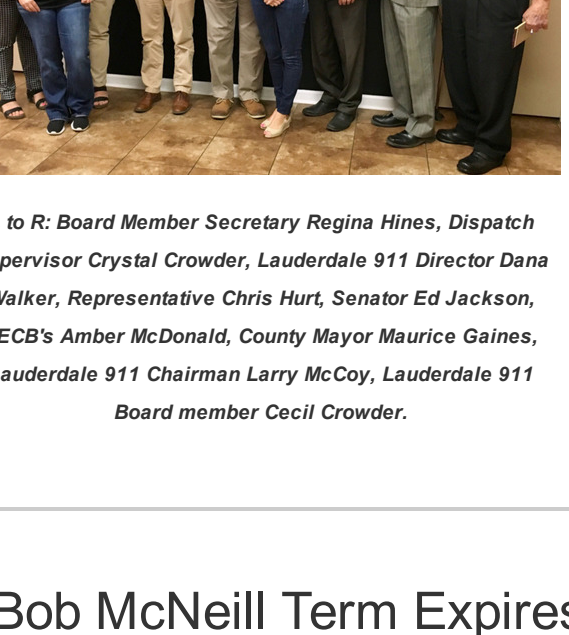 to R: Board Member Secretary Regina Hines, Dispatch
pervisor Crystal Crowder, Lauderdale 911 Director Dana
Walker, Representative Chris Hurt, Senator Ed Jackson,
ECB's Amber McDonald, County Mayor Maurice Gaines,
auderdale 911 Chairman Larry McCoy, Lauderdale 911
Board member Cecil Crowder.
Bob McNeill Term Expires